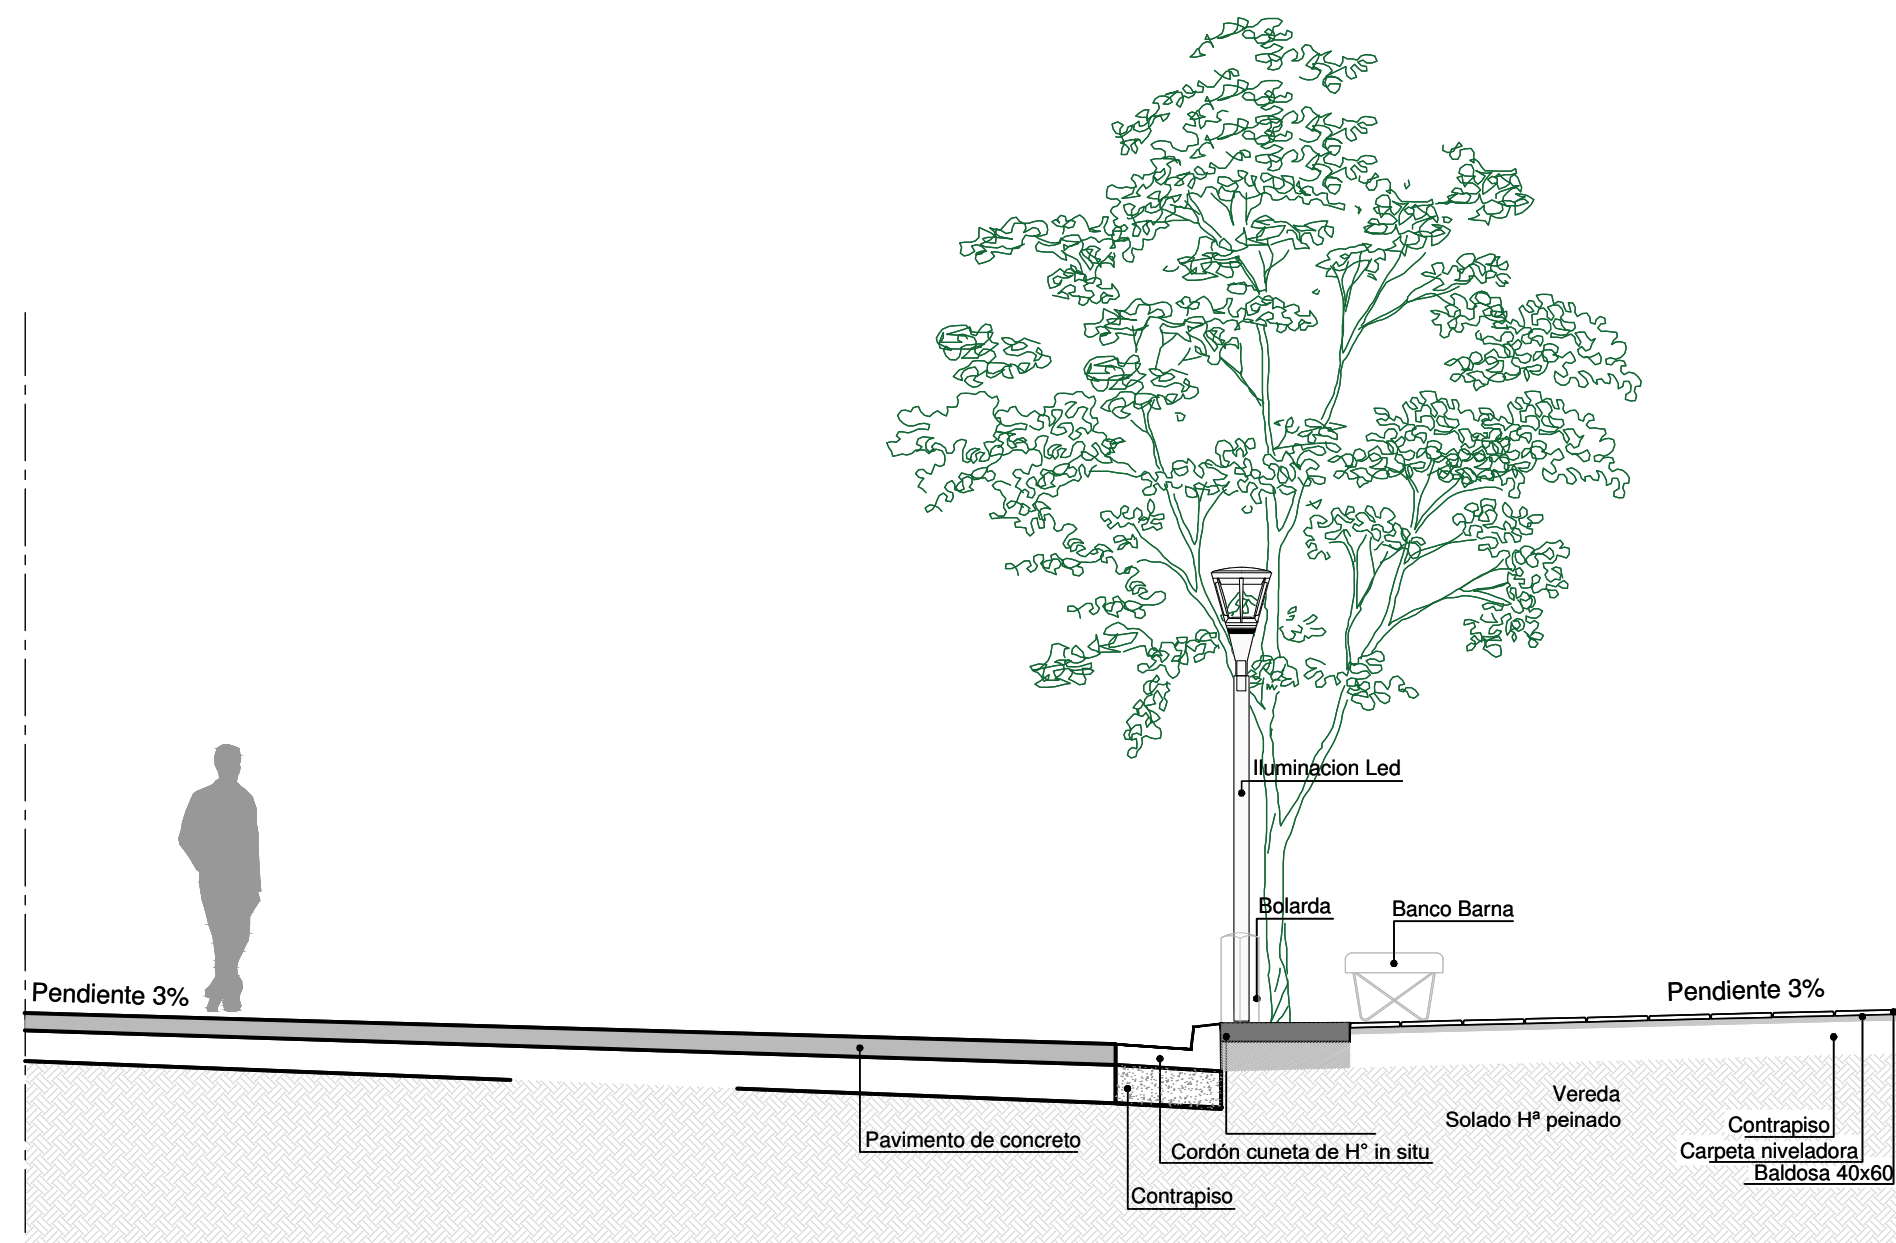 Iluminacion Led
Bolarda
Banco Barna
Pendiente 3%
Pendiente 3%
Vereda
Solado Hª peinado
Contrapiso
Pavimento de concreto
Cordón cuneta de H° in situ
Carpeta niveladora
Baldosa 40x60
Contrapiso